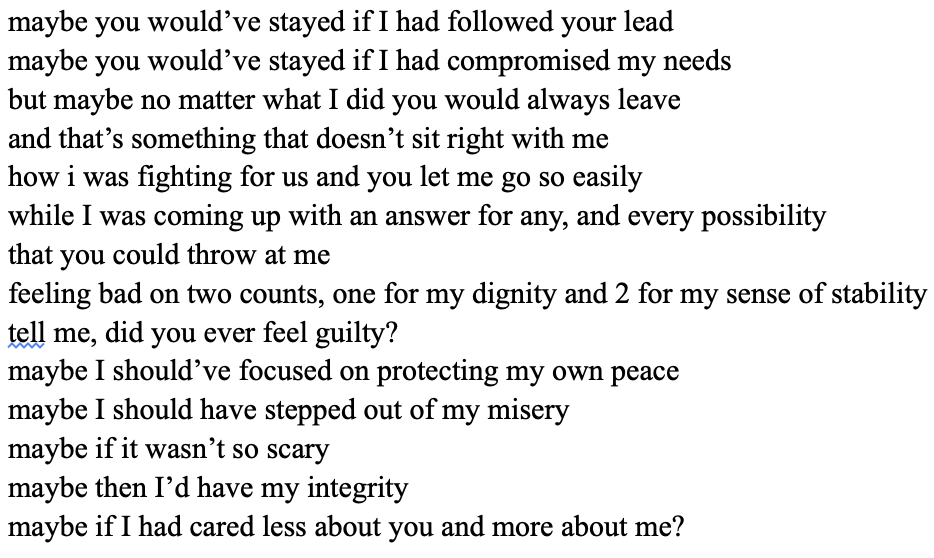 maybe you would’ve stayed if I had followed your lead
maybe you would’ve stayed if I had compromised my needs
but maybe no matter what I did you would always leave
and that’s something that doesn’t sit right with me
how i was fighting for us and you let me go so easily
while I was coming up with an answer for any, and every possibility
that you could throw at me
feeling bad on two counts, one for my dignity and 2 for my sense of stability
tell me, did you ever feel guilty?
maybe I should’ve focused on protecting my own peace
maybe I should have stepped out of my misery
maybe if it wasn’t so scary
maybe then I’d have my integrity
maybe if I had cared less about you and more about me?